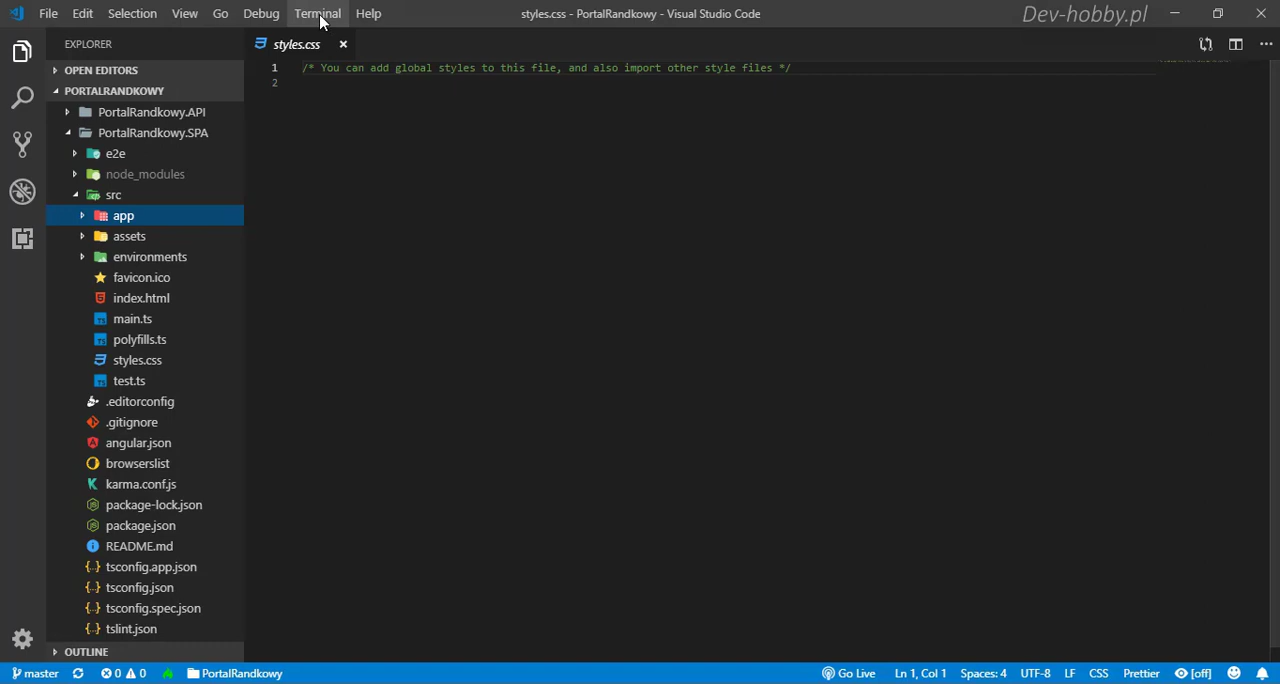 File Edit Selection View Go Debug Terminal Help styles.css - PortalRandkowy - Visual Studio Code Dev-hobby.pl
EXPLORER styles.css
OPEN EDITORS
PORTALRANDKOWY
PortalRandkowy.API
PortalRandkowy.SPA
e2e
node_modules
src
app
assets
environments
favicon.ico
index.html
main.ts
polyfills.ts
styles.css
test.ts
.editorconfig
.gitignore
angular.json
browserslist
karma.conf.js
package-lock.json
package.json
README.md
tsconfig.app.json
tsconfig.json
tsconfig.spec.json
tslint.json
OUTLINE
1 /* You can add global styles to this file, and also import other style files */
2
master 0 0 PortalRandkowy Go Live Ln 1, Col 1 Spaces: 4 UTF-8 LF CSS Prettier [off]